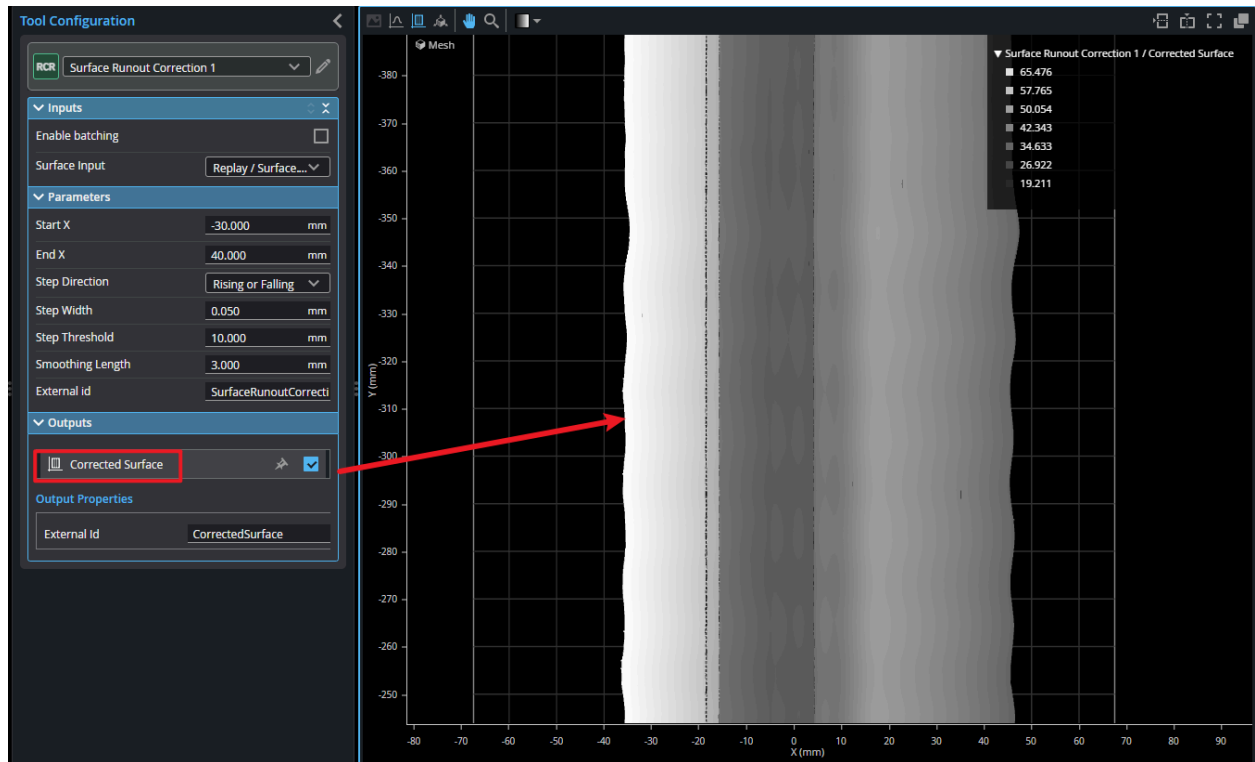 Tool Configuration
RCR
Surface Runout Correction 1
Inputs
Enable batching
Surface Input Replay / Surface....
Parameters
Start X -30.000 mm
End X 40.000 mm
Step Direction Rising or Falling
Step Width 0.050 mm
Step Threshold 10.000 mm
Smoothing Length 3.000 mm
External id SurfaceRunoutCorrecti
Outputs
Corrected Surface
Output Properties
External Id CorrectedSurface
Mesh
Surface Runout Correction 1 / Corrected Surface
65.476
57.765
50.054
42.343
34.633
26.922
19.211
-380
-370
-360
-350
-340
-330
-320
-310
-300
-290
-280
-270
-260
-250
Y (mm)
-80 -70 -60 -50 -40 -30 -20 -10 0 10 20 30 40 50 60 70 80 90
X (mm)